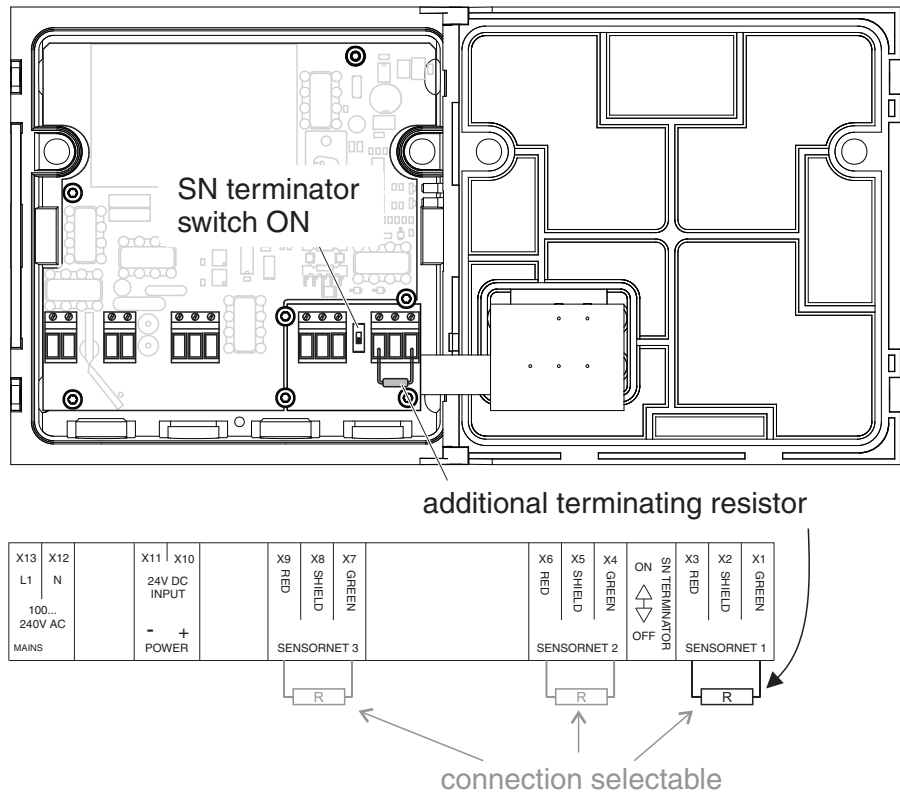 SN terminator
switch ON
additional terminating resistor
X13 X12
L1 N
100...
240V AC
MAINS
X11 X10
24V DC
INPUT
- +
POWER
X9 X8 X7
RED SHIELD GREEN
SENSORNET 3
X6 X5 X4
RED SHIELD GREEN
SENSORNET 2
ON
OFF
SN TERMINATOR
X3 X2 X1
RED SHIELD GREEN
SENSORNET 1
R
R
R
connection selectable